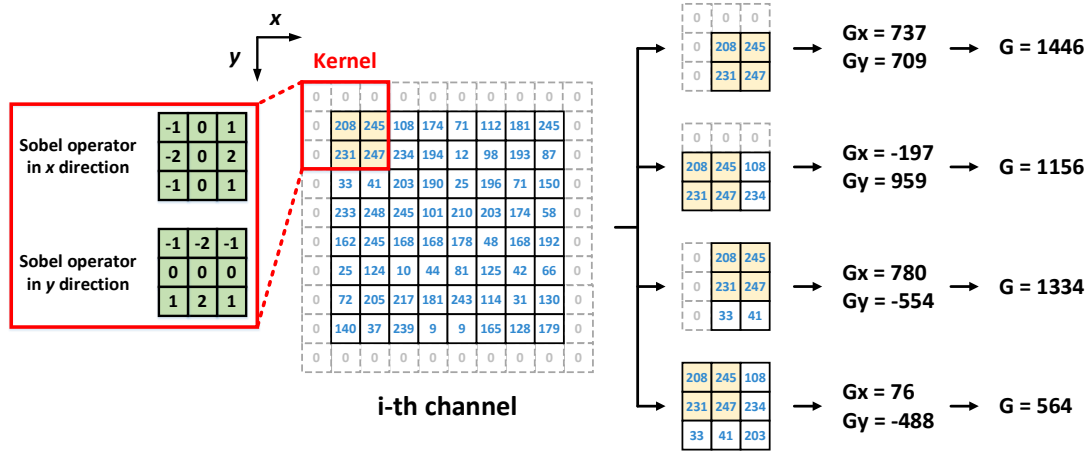 x
y
Kernel
Sobel operator
in x direction
-1 0 1
-2 0 2
-1 0 1
Sobel operator
in y direction
-1 -2 -1
0 0 0
1 2 1
0 0 0 0 0 0 0 0 0 0
0 208 245 108 174 71 112 181 245 0
0 231 247 234 194 12 98 193 87 0
0 33 41 203 190 25 196 71 150 0
0 233 248 245 101 210 203 174 58 0
0 162 245 168 168 178 48 168 192 0
0 25 124 10 44 81 125 42 66 0
0 72 205 217 181 243 114 31 130 0
0 140 37 239 9 9 165 128 179 0
0 0 0 0 0 0 0 0 0 0
i-th channel
0 0 0
0 208 245
0 231 247
Gx = 737
Gy = 709
G = 1446
0 0 0
208 245 108
231 247 234
Gx = -197
Gy = 959
G = 1156
0 208 245
0 231 247
0 33 41
Gx = 780
Gy = -554
G = 1334
208 245 108
231 247 234
33 41 203
Gx = 76
Gy = -488
G = 564